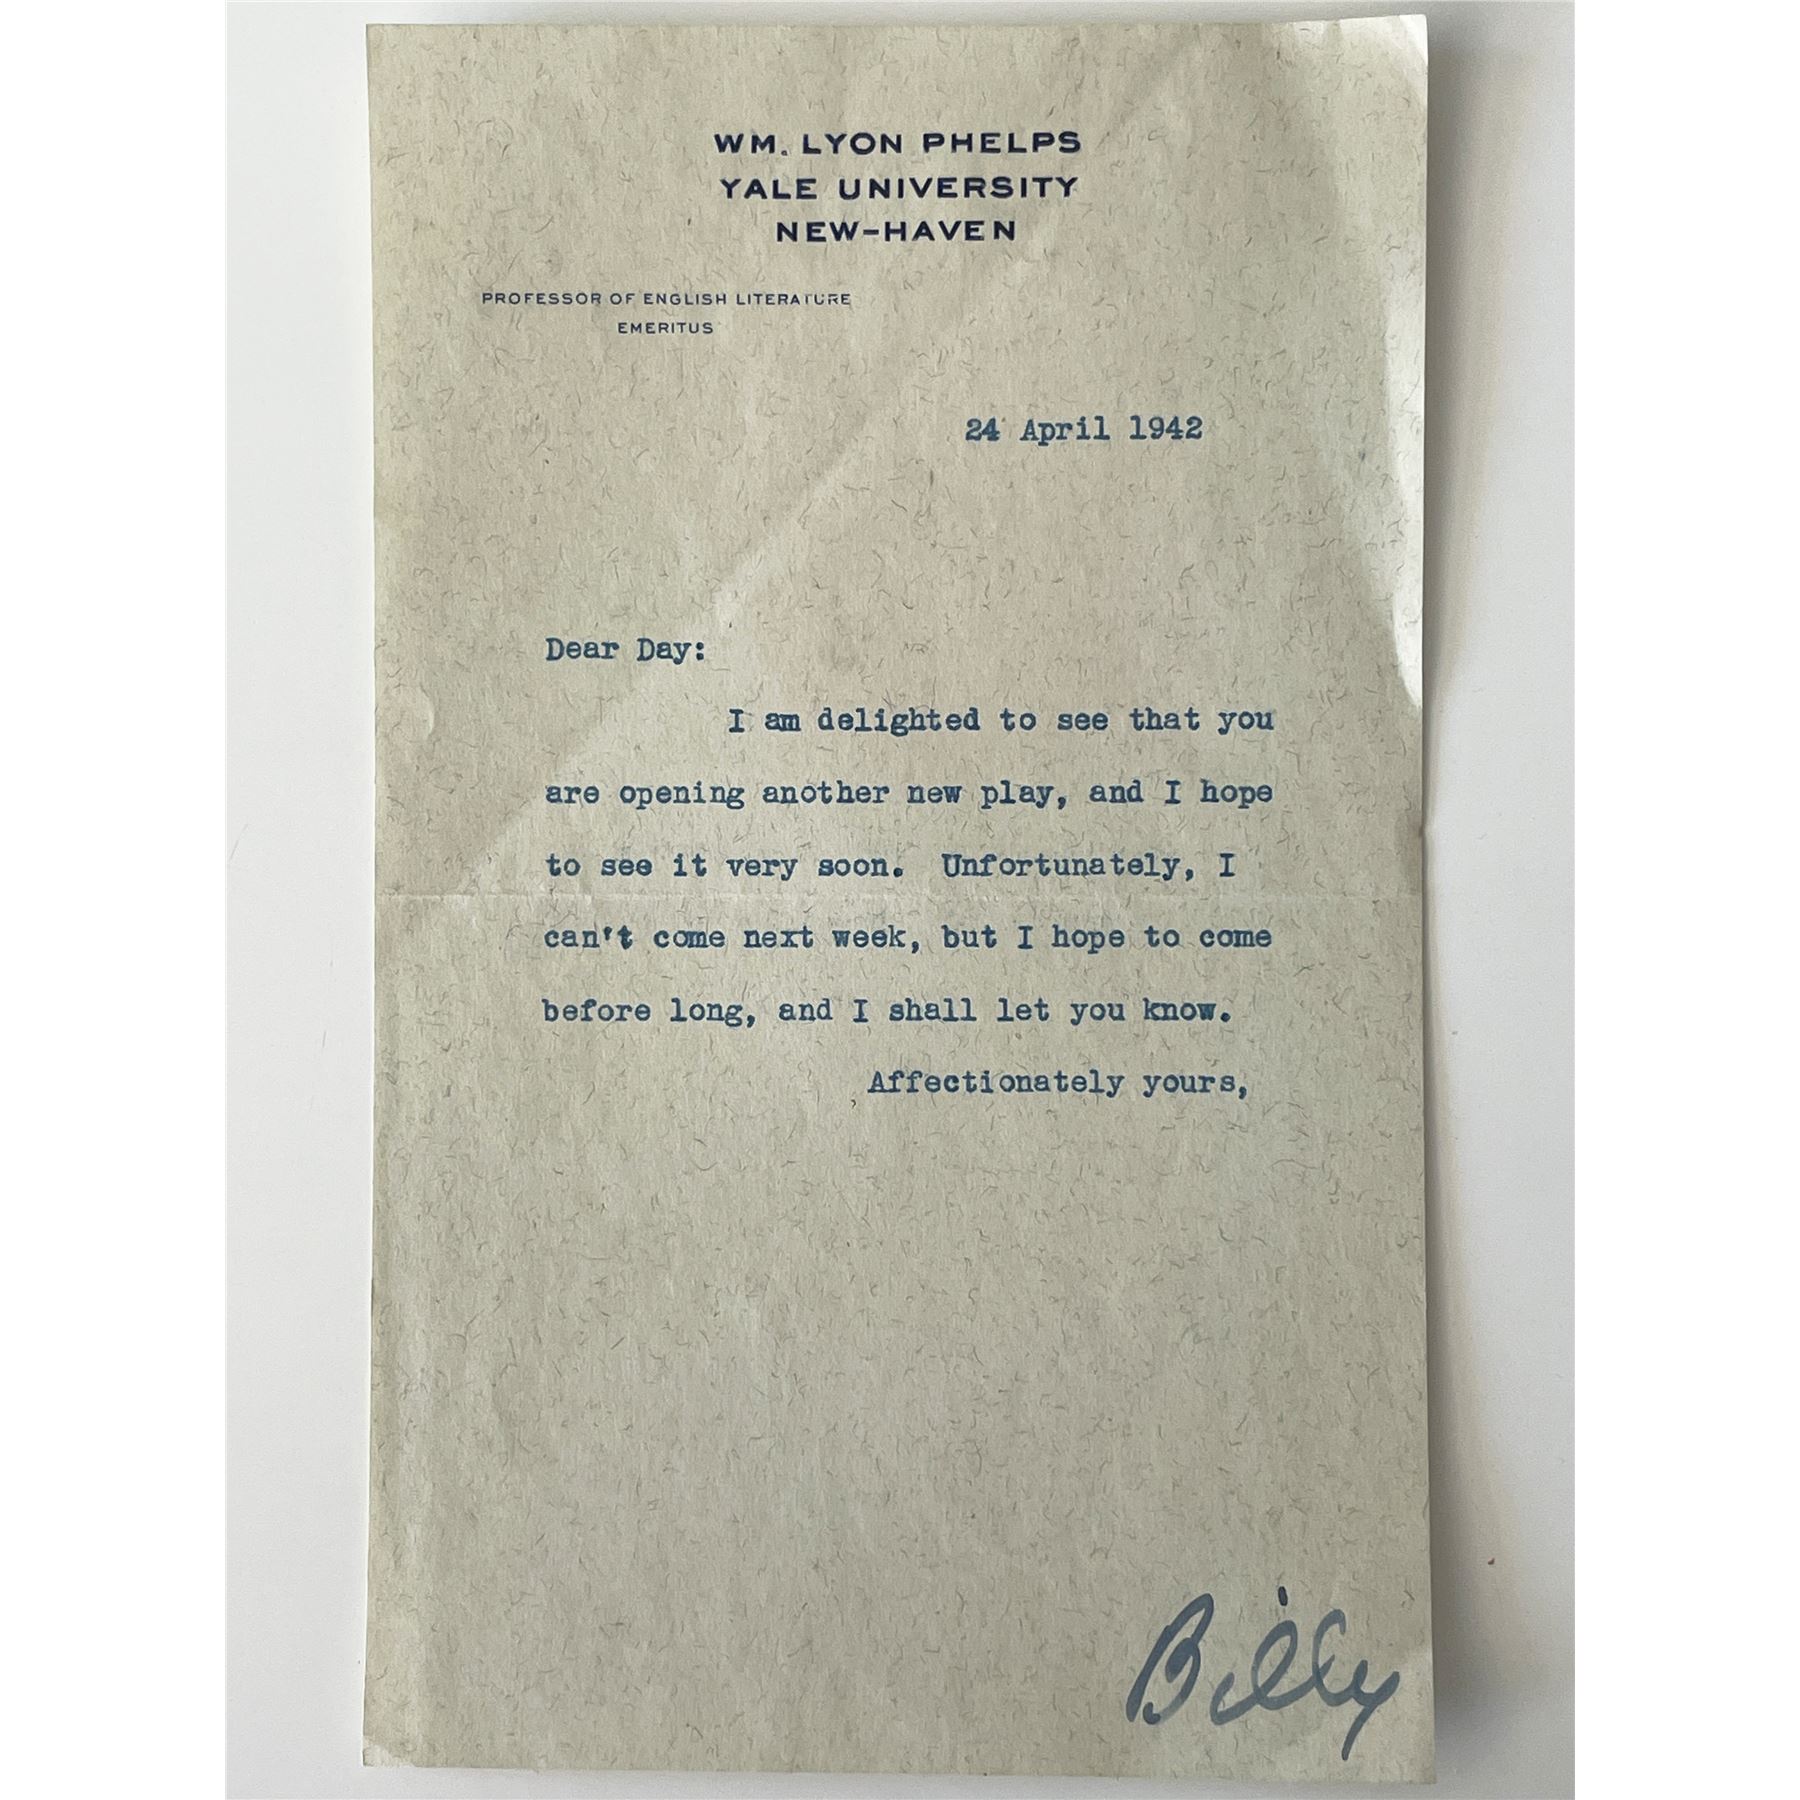 WM. LYON PHELPS
YALE UNIVERSITY
NEW-HAVEN
PROFESSOR OF ENGLISH LITERATURE
EMERITUS
24 April 1942
Dear Day:
I am delighted to see that you
are opening another new play, and I hope
to see it very soon. Unfortunately, I
can't come next week, but I hope to come
before long, and I shall let you know.
Affectionately yours,
Billy